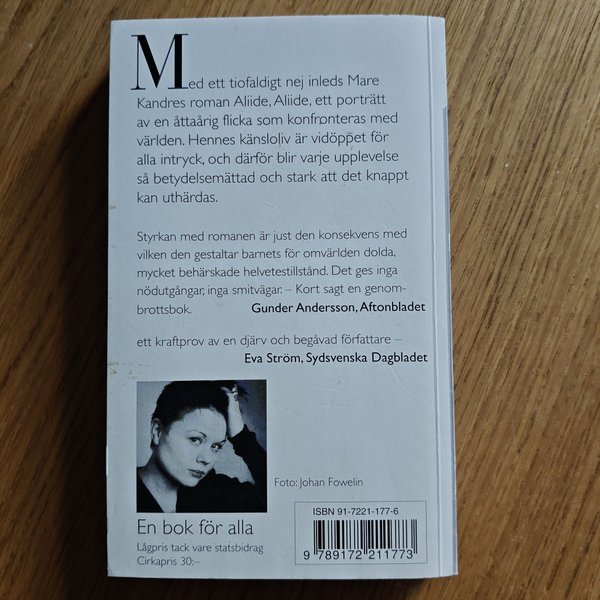 Med ett tiofaldigt nej inleds Mare
Kandres roman Aliide, Aliide, ett porträtt
av en åttaårig flicka som konfronteras med
världen. Hennes känsloliv är vidöppet för
alla intryck, och därför blir varje upplevelse
så betydelsemättad och stark att det knappt
kan uthärdas.
Styrkan med romanen är just den konsekvens med
vilken den gestaltar barnets för omvärlden dolda,
mycket behärskade helvetestillstånd. Det ges inga
nödutgångar, inga smitvägar. – Kort sagt en genom-
brottsbok. Gunder Andersson, Aftonbladet
ett kraftprov av en djärv och begåvad författare –
Eva Ström, Sydsvenska Dagbladet
Foto: Johan Fowelin
En bok för alla
Lågpris tack vare statsbidrag
Cirkapris 30:–
ISBN 91-7221-177-6
9 789172 211773